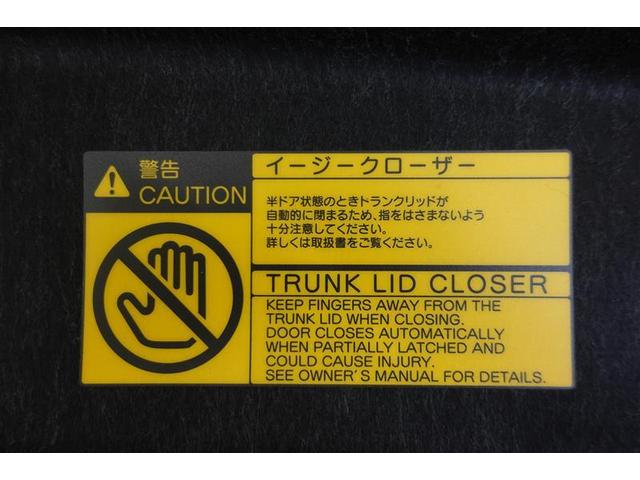 警告
CAUTION
イージークローザー
半ドア状態のときトランクリッドが
自動的に閉まるため、指をはさまないよう
十分注意してください。
詳しくは取扱書をご覧ください。
TRUNK LID CLOSER
KEEP FINGERS AWAY FROM THE
TRUNK LID WHEN CLOSING.
DOOR CLOSES AUTOMATICALLY
WHEN PARTIALLY LATCHED AND
COULD CAUSE INJURY.
SEE OWNER'S MANUAL FOR DETAILS.